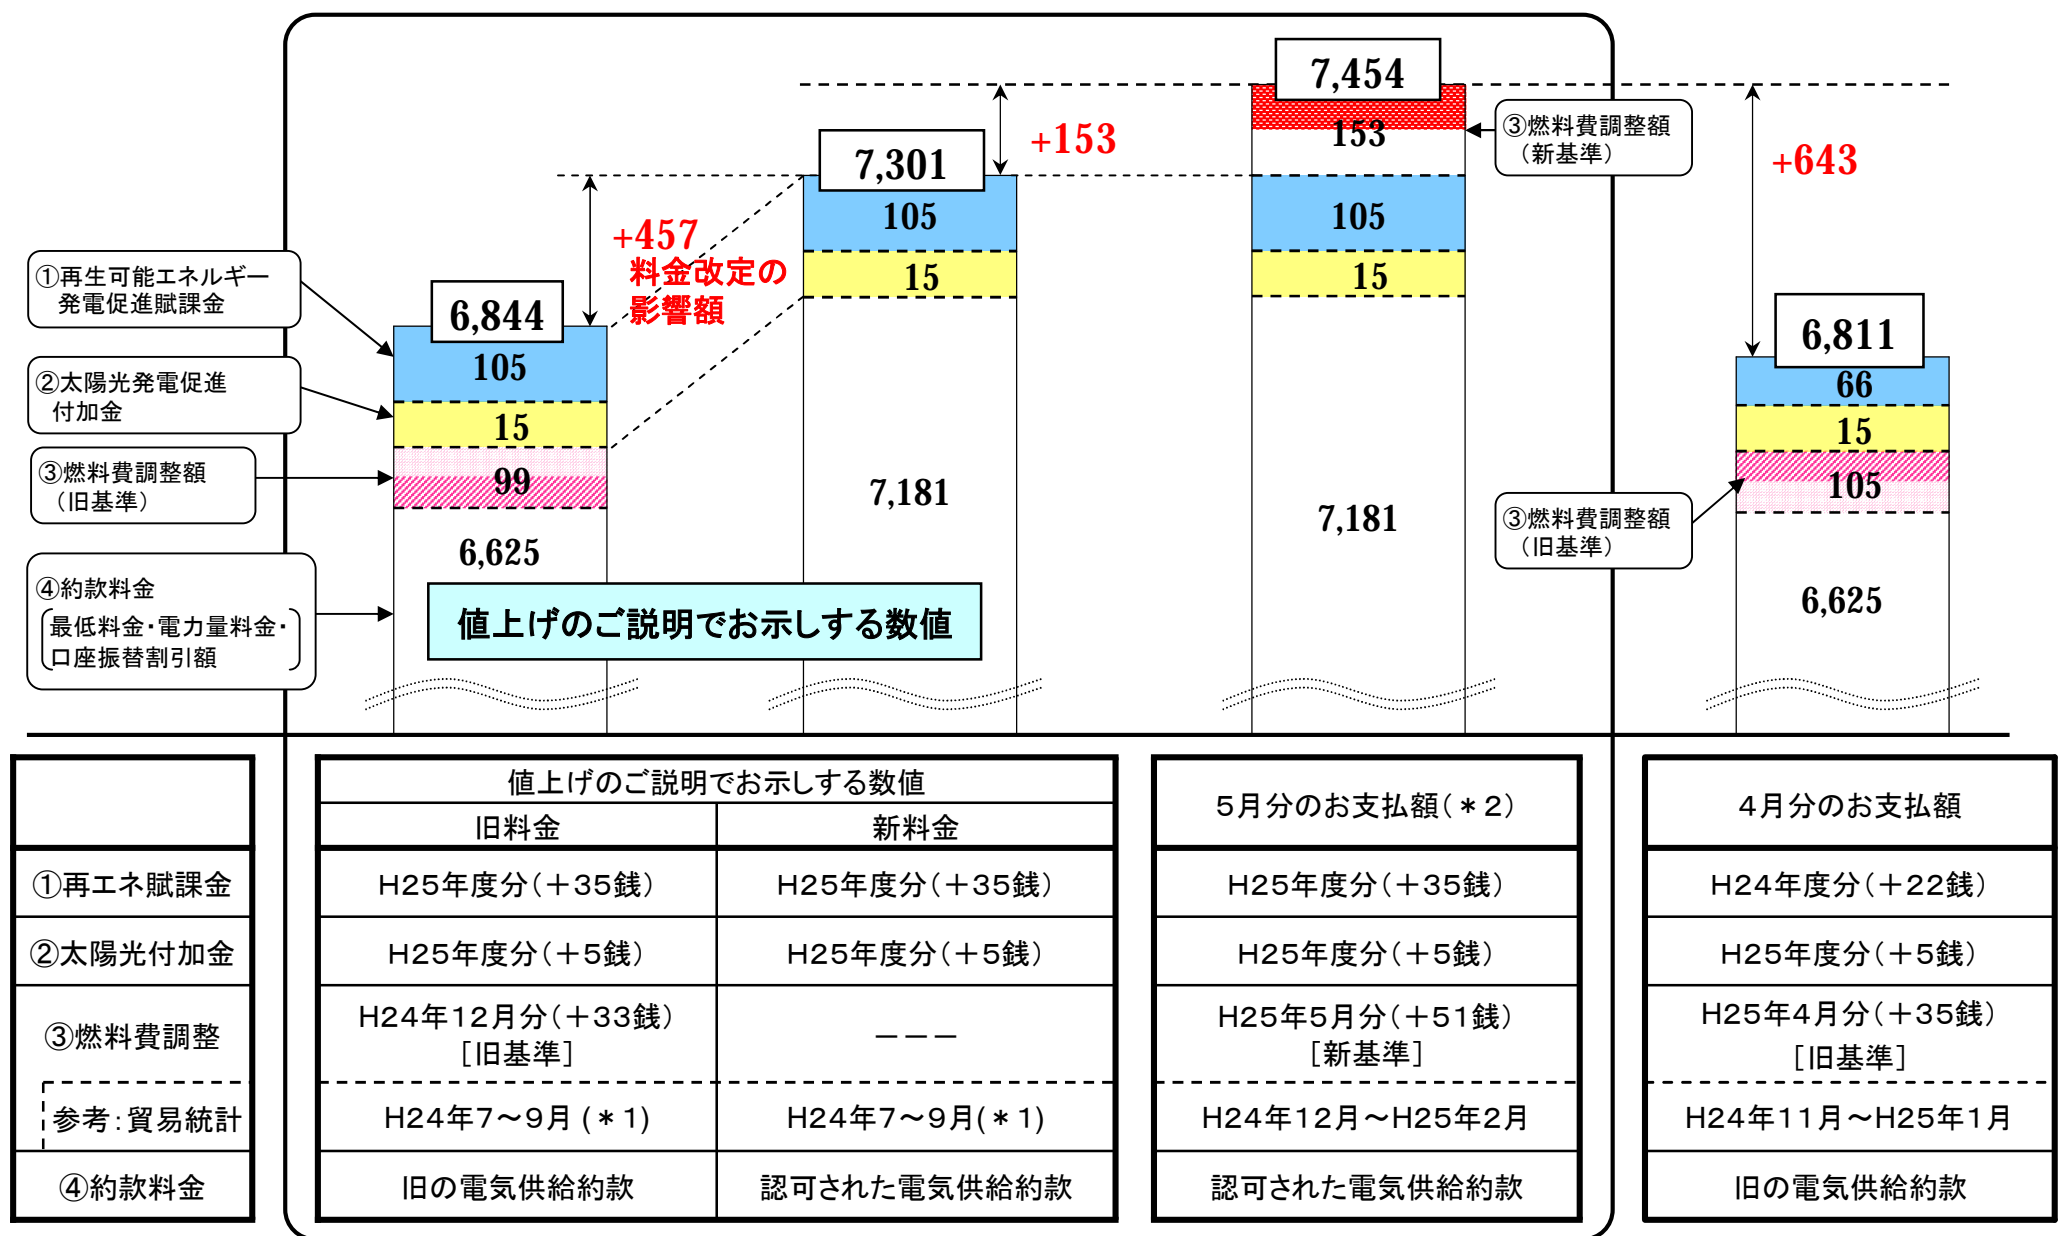 7,454
153
③燃料費調整額
（新基準）
+153
+643
7,301
105
105
+457
料金改定の
影響額
15
15
①再生可能エネルギー
発電促進賦課金
6,844
105
6,811
66
②太陽光発電促進
付加金
15
15
③燃料費調整額
（旧基準）
99
105
7,181
7,181
③燃料費調整額
（旧基準）
6,625
④約款料金
最低料金・電力量料金・
口座振替割引額
値上げのご説明でお示しする数値
6,625
値上げのご説明でお示しする数値
旧料金
新料金
5月分のお支払額（＊2）
4月分のお支払額
①再エネ賦課金
H25年度分（＋35銭）
H25年度分（＋35銭）
H25年度分（＋35銭）
H24年度分（＋22銭）
②太陽光付加金
H25年度分（＋5銭）
H25年度分（＋5銭）
H25年度分（＋5銭）
H25年度分（＋5銭）
③燃料費調整
H24年12月分（＋33銭）
［旧基準］
－－－
H25年5月分（＋51銭）
［新基準］
H25年4月分（＋35銭）
［旧基準］
参考：貿易統計
H24年7～9月 (＊1)
H24年7～9月(＊1)
H24年12月～H25年2月
H24年11月～H25年1月
④約款料金
旧の電気供給約款
認可された電気供給約款
認可された電気供給約款
旧の電気供給約款